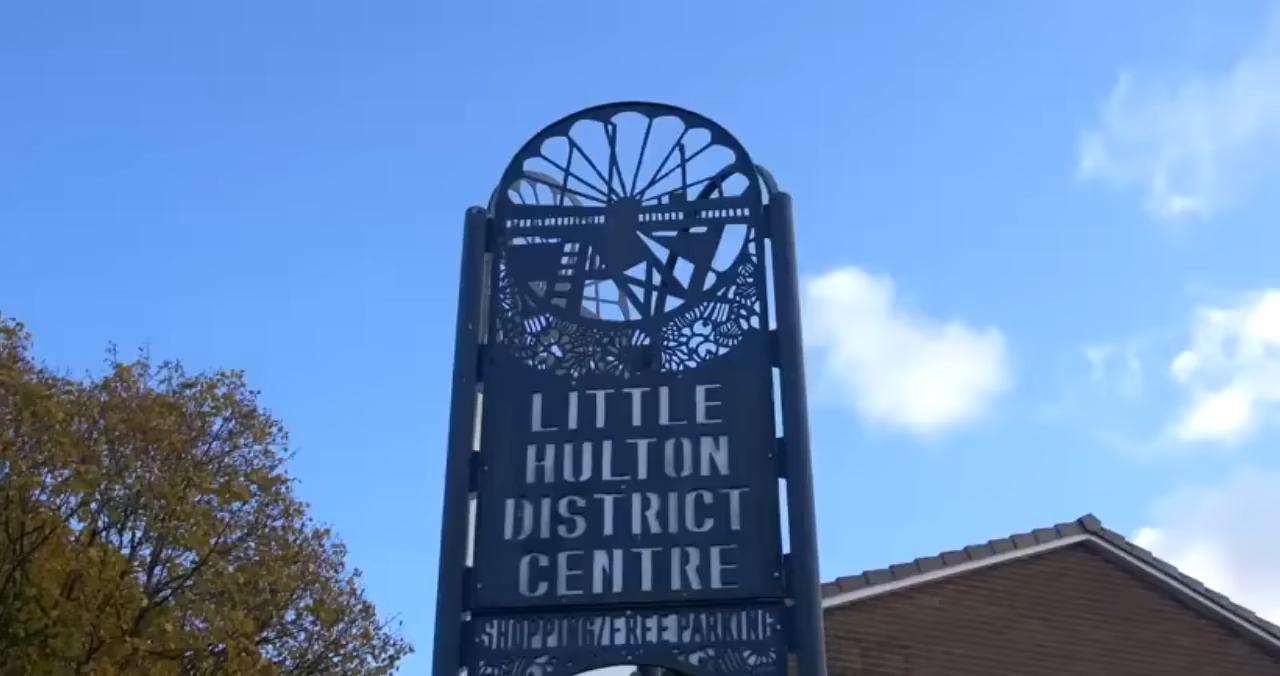 LITTLE
HULTON
DISTRICT
CENTRE
SHOPPING/FREE PARKING